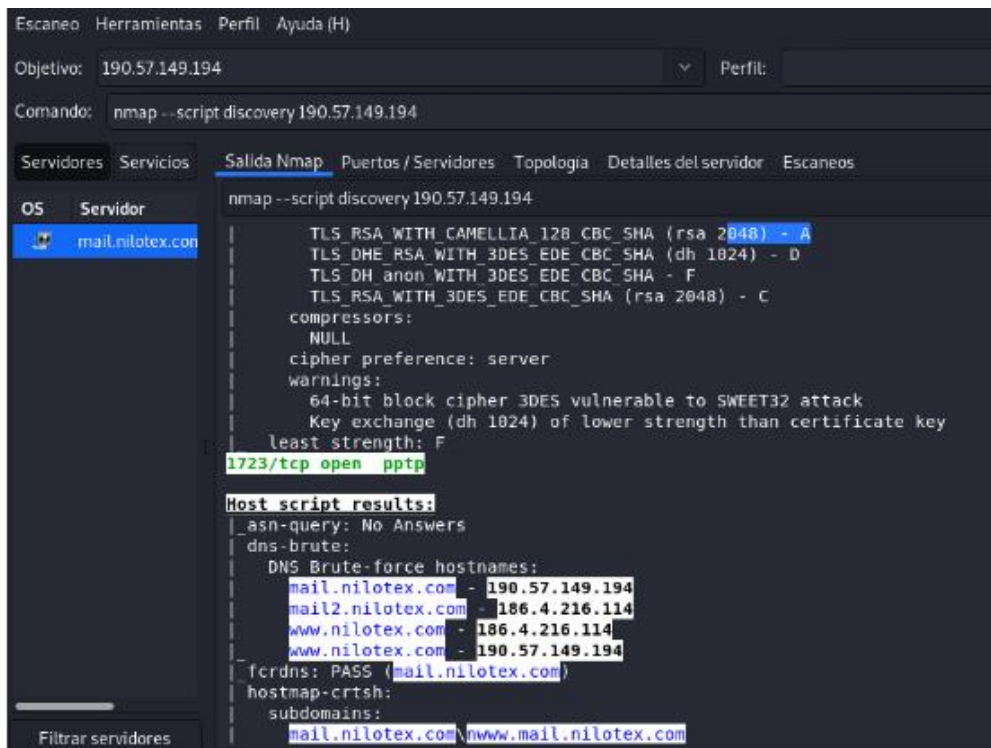 Escaneo Herramientas Perfil Ayuda (H)
Objetivo: 190.57.149.194 Perfil:
Comando: nmap --script discovery 190.57.149.194
Servidores Servicios Salida Nmap Puertos / Servidores Topología Detalles del servidor Escaneos
OS Servidor
nmap --script discovery 190.57.149.194
mail.nilotex.con
| TLS_RSA_WITH_CAMELLIA_128_CBC_SHA (rsa 2048) - A
| TLS_DHE_RSA_WITH_3DES_EDE_CBC_SHA (dh 1024) - D
| TLS_DH_anon_WITH_3DES_EDE_CBC_SHA - F
| TLS_RSA_WITH_3DES_EDE_CBC_SHA (rsa 2048) - C
| compressors:
| NULL
| cipher preference: server
| warnings:
| 64-bit block cipher 3DES vulnerable to SWEET32 attack
| Key exchange (dh 1024) of lower strength than certificate key
|_ least strength: F
1723/tcp open pptp
Host script results:
|_asn-query: No Answers
| dns-brute:
| DNS Brute-force hostnames:
| mail.nilotex.com - 190.57.149.194
| mail2.nilotex.com - 186.4.216.114
| www.nilotex.com - 186.4.216.114
|_ www.nilotex.com - 190.57.149.194
|_fcrdns: PASS (mail.nilotex.com)
| hostmap-crtsh:
| subdomains:
| mail.nilotex.com\nwww.mail.nilotex.com
Filtrar servidores